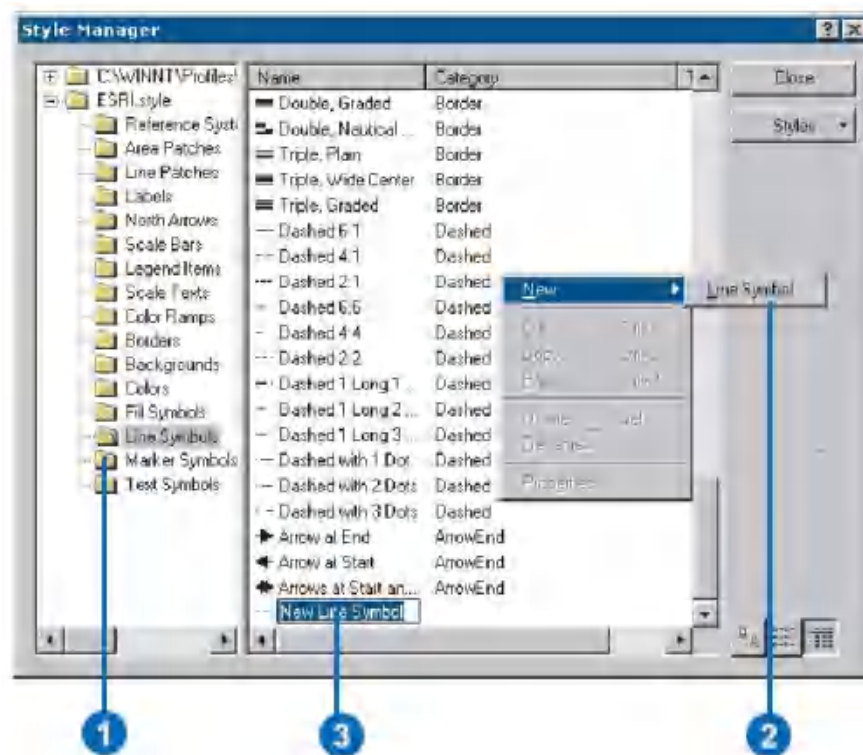 Style Manager
C:\WINNT\Profiles\
ESRI.style
Reference Syst
Area Patches
Line Patches
Labels
North Arrows
Scale Bars
Legend Items
Scale Texts
Color Ramps
Borders
Backgrounds
Colors
Fill Symbols
Line Symbols
Marker Symbols
Text Symbols
Name Category T
Double, Graded Border
Double, Nautical ... Border
Triple, Plain Border
Triple, Wide Center Border
Triple, Graded Border
Dashed 6:1 Dashed
Dashed 4:1 Dashed
Dashed 2:1 Dashed
Dashed 6:6 Dashed
Dashed 4:4 Dashed
Dashed 2:2 Dashed
Dashed 1 Long 1 ... Dashed
Dashed 1 Long 2 ... Dashed
Dashed 1 Long 3 ... Dashed
Dashed with 1 Dot Dashed
Dashed with 2 Dots Dashed
Dashed with 3 Dots Dashed
Arrow at End ArrowEnd
Arrow at Start ArrowEnd
Arrows at Start an... ArrowEnd
New Line Symbol
New
Line Symbol
Properties
Close
Styles
1
3
2